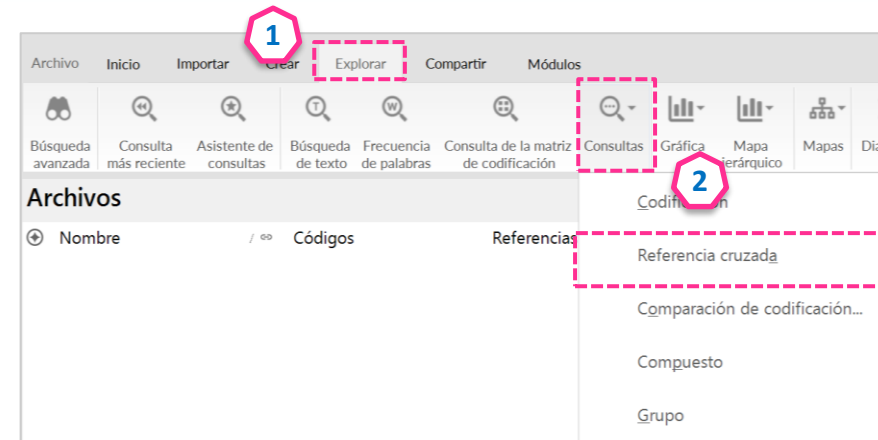 1
Archivo Inicio Importar Crear Explorar Compartir Módulos
Búsqueda avanzada
Consulta más reciente
Asistente de consultas
Búsqueda de texto
Frecuencia de palabras
Consulta de la matriz de codificación
Consultas
Gráfica
Mapa jerárquico
Mapas
2
Archivos
Nombre / Códigos Referencias
Codificación
Referencia cruzada
Comparación de codificación...
Compuesto
Grupo